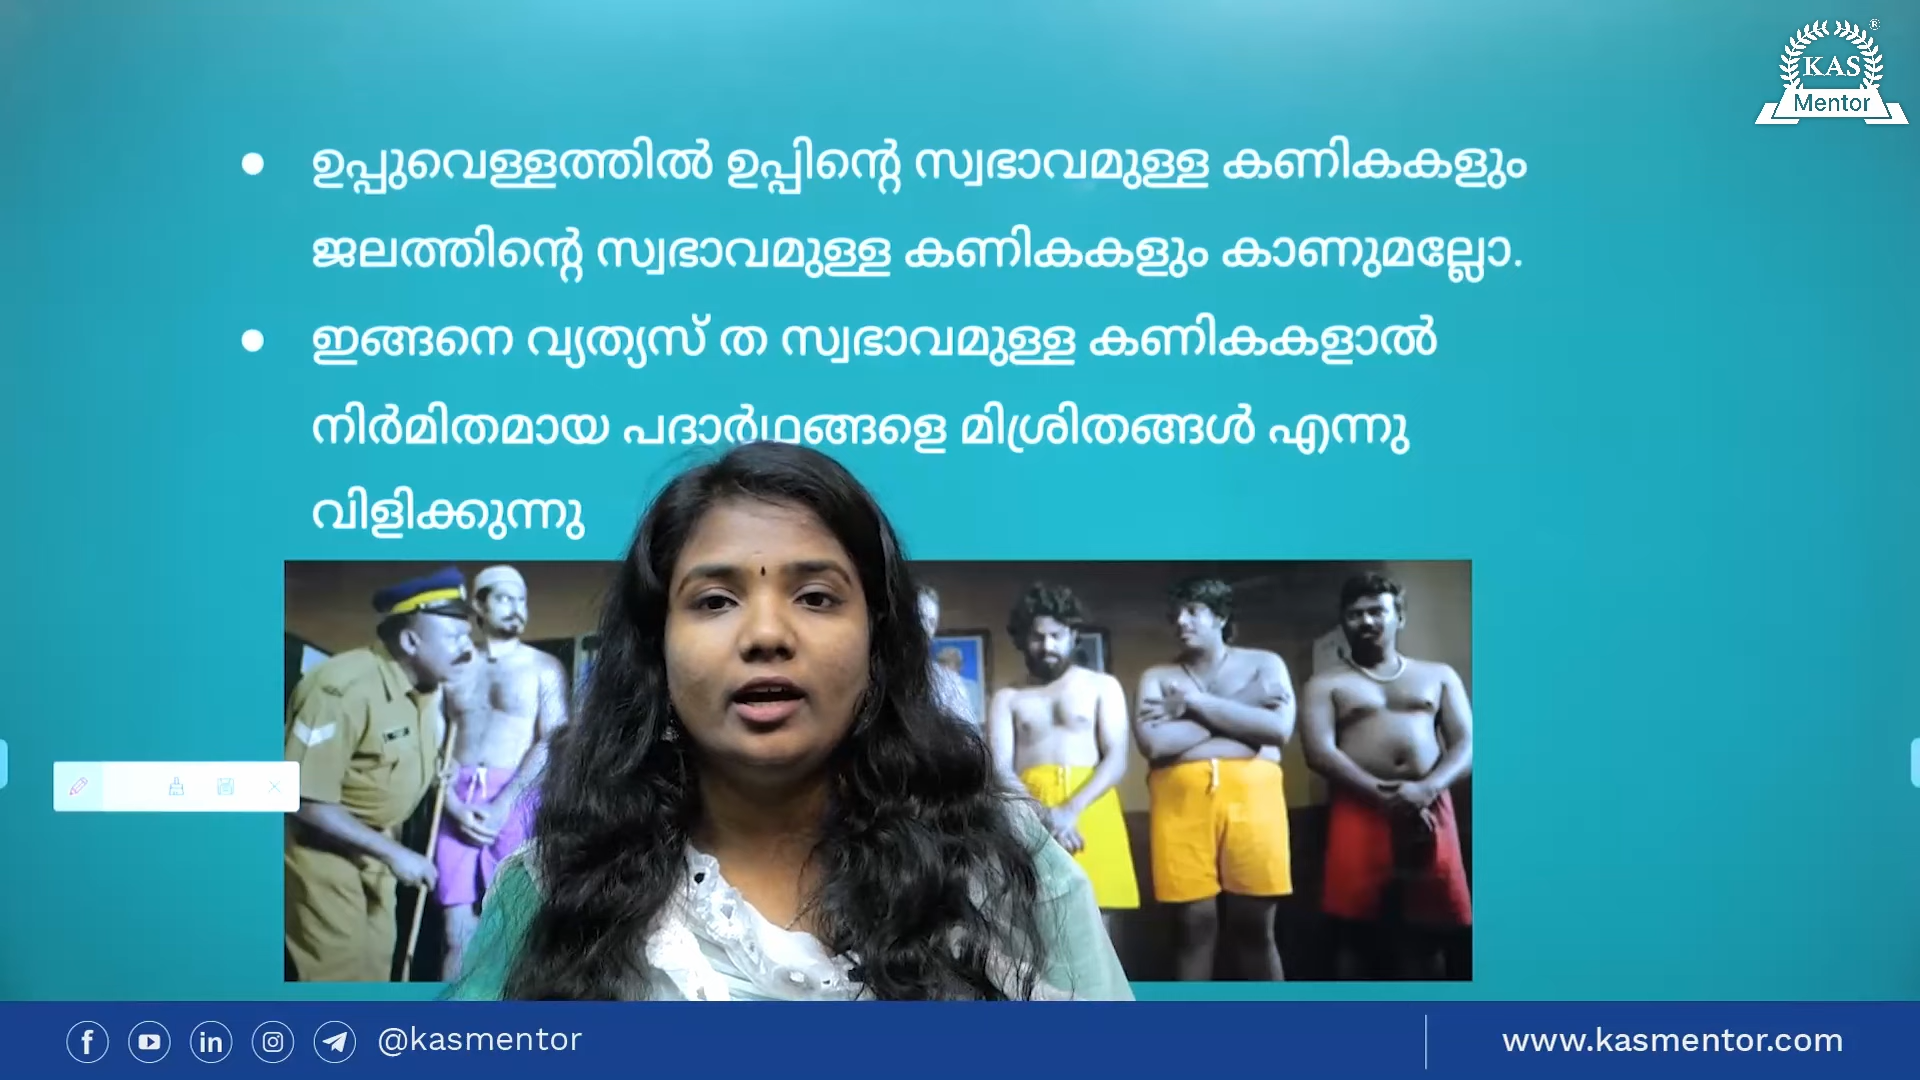 KAS
Mentor
ഉപ്പുവെള്ളത്തിൽ ഉപ്പിന്റെ സ്വഭാവമുള്ള കണികകളും
ജലത്തിന്റെ സ്വഭാവമുള്ള കണികകളും കാണുമല്ലോ.
ഇങ്ങനെ വ്യത്യസ് ത സ്വഭാവമുള്ള കണികകളാൽ
നിർമിതമായ പദാർഥങ്ങളെ മിശ്രിതങ്ങൾ എന്നു
വിളിക്കുന്നു
@kasmentor
www.kasmentor.com